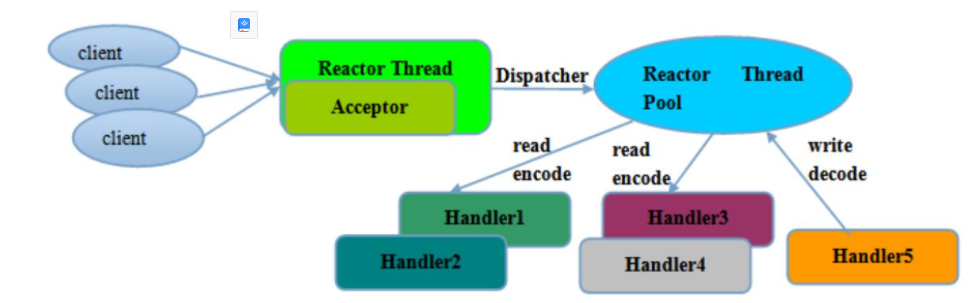 client
client
client
Reactor Thread
Acceptor
Dispatcher
Reactor Thread
Pool
read
encode
read
encode
write
decode
Handler1
Handler2
Handler3
Handler4
Handler5